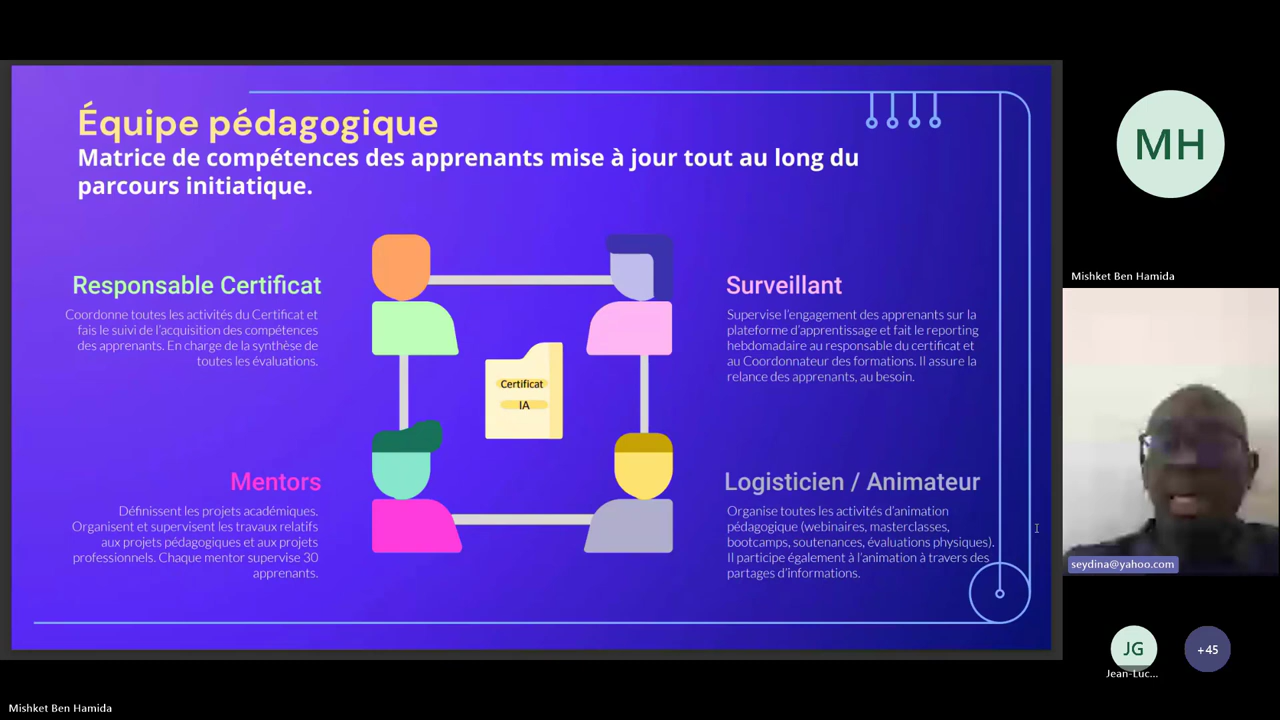 Équipe pédagogique
Matrice de compétences des apprenants mise à jour tout au long du
parcours initiatique.
Responsable Certificat
Coordonne toutes les activités du Certificat et
fais le suivi de l'acquisition des compétences
des apprenants. En charge de la synthèse de
toutes les évaluations.
Surveillant
Supervise l'engagement des apprenants sur la
plateforme d'apprentissage et fait le reporting
hebdomadaire au responsable du certificat et
au Coordonnateur des formations. Il assure la
relance des apprenants, au besoin.
Certificat
IA
Mentors
Définissent les projets académiques.
Organisent et supervisent les travaux relatifs
aux projets pédagogiques et aux projets
professionnels. Chaque mentor supervise 30
apprenants.
Logisticien / Animateur
Organise toutes les activités d'animation
pédagogique (webinaires, masterclasses,
bootcamps, soutenances, évaluations physiques).
Il participe également à l'animation à travers des
partages d'informations.
MH
Mishket Ben Hamida
seydina@yahoo.com
JG
Jean-Luc...
+45
Mishket Ben Hamida